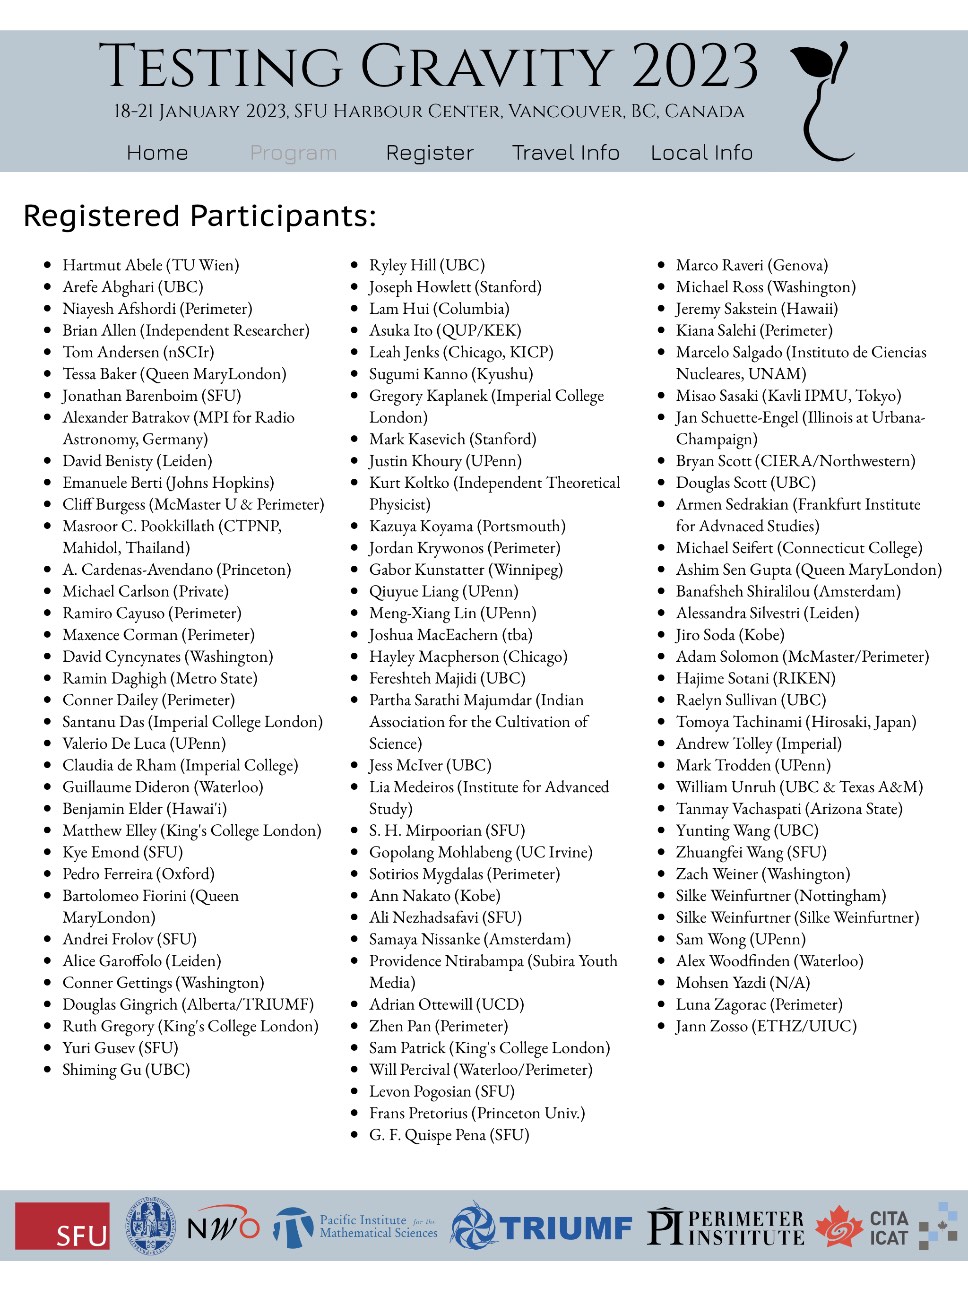 Testing Gravity 2023
18-21 January 2023, SFU Harbour Center, Vancouver, BC, Canada
Home Program Register Travel Info Local Info
Registered Participants:
• Hartmut Abele (TU Wien)
• Arefe Abghari (UBC)
• Niayesh Afshordi (Perimeter)
• Brian Allen (Independent Researcher)
• Tom Andersen (nSCIr)
• Tessa Baker (Queen MaryLondon)
• Jonathan Barenboim (SFU)
• Alexander Batrakov (MPI for Radio
Astronomy, Germany)
• David Benisty (Leiden)
• Emanuele Berti (Johns Hopkins)
• Cliff Burgess (McMaster U & Perimeter)
• Masroor C. Pookkillath (CTPNP,
Mahidol, Thailand)
• A. Cardenas-Avendano (Princeton)
• Michael Carlson (Private)
• Ramiro Cayuso (Perimeter)
• Maxence Corman (Perimeter)
• David Cyncynates (Washington)
• Ramin Daghigh (Metro State)
• Conner Dailey (Perimeter)
• Santanu Das (Imperial College London)
• Valerio De Luca (UPenn)
• Claudia de Rham (Imperial College)
• Guillaume Dideron (Waterloo)
• Benjamin Elder (Hawai'i)
• Matthew Elley (King's College London)
• Kye Emond (SFU)
• Pedro Ferreira (Oxford)
• Bartolomeo Fiorini (Queen
MaryLondon)
• Andrei Frolov (SFU)
• Alice Garoffolo (Leiden)
• Conner Gettings (Washington)
• Douglas Gingrich (Alberta/TRIUMF)
• Ruth Gregory (King's College London)
• Yuri Gusev (SFU)
• Shiming Gu (UBC)
• Ryley Hill (UBC)
• Joseph Howlett (Stanford)
• Lam Hui (Columbia)
• Asuka Ito (QUP/KEK)
• Leah Jenks (Chicago, KICP)
• Sugumi Kanno (Kyushu)
• Gregory Kaplanek (Imperial College
London)
• Mark Kasevich (Stanford)
• Justin Khoury (UPenn)
• Kurt Koltko (Independent Theoretical
Physicist)
• Kazuya Koyama (Portsmouth)
• Jordan Krywonos (Perimeter)
• Gabor Kunstatter (Winnipeg)
• Qiuyue Liang (UPenn)
• Meng-Xiang Lin (UPenn)
• Joshua MacEachern (tba)
• Hayley Macpherson (Chicago)
• Fereshteh Majidi (UBC)
• Partha Sarathi Majumdar (Indian
Association for the Cultivation of
Science)
• Jess McIver (UBC)
• Lia Medeiros (Institute for Advanced
Study)
• S. H. Mirpoorian (SFU)
• Gopolang Mohlabeng (UC Irvine)
• Sotirios Mygdalas (Perimeter)
• Ann Nakato (Kobe)
• Ali Nezhadsafavi (SFU)
• Samaya Nissanke (Amsterdam)
• Providence Ntirabampa (Subira Youth
Media)
• Adrian Ottewill (UCD)
• Zhen Pan (Perimeter)
• Sam Patrick (King's College London)
• Will Percival (Waterloo/Perimeter)
• Levon Pogosian (SFU)
• Frans Pretorius (Princeton Univ.)
• G. F. Quispe Pena (SFU)
• Marco Raveri (Genova)
• Michael Ross (Washington)
• Jeremy Sakstein (Hawaii)
• Kiana Salehi (Perimeter)
• Marcelo Salgado (Instituto de Ciencias
Nucleares, UNAM)
• Misao Sasaki (Kavli IPMU, Tokyo)
• Jan Schuette-Engel (Illinois at Urbana-
Champaign)
• Bryan Scott (CIERA/Northwestern)
• Douglas Scott (UBC)
• Armen Sedrakian (Frankfurt Institute
for Advnaced Studies)
• Michael Seifert (Connecticut College)
• Ashim Sen Gupta (Queen MaryLondon)
• Banafsheh Shiralilou (Amsterdam)
• Alessandra Silvestri (Leiden)
• Jiro Soda (Kobe)
• Adam Solomon (McMaster/Perimeter)
• Hajime Sotani (RIKEN)
• Raelyn Sullivan (UBC)
• Tomoya Tachinami (Hirosaki, Japan)
• Andrew Tolley (Imperial)
• Mark Trodden (UPenn)
• William Unruh (UBC & Texas A&M)
• Tanmay Vachaspati (Arizona State)
• Yunting Wang (UBC)
• Zhuangfei Wang (SFU)
• Zach Weiner (Washington)
• Silke Weinfurtner (Nottingham)
• Silke Weinfurtner (Silke Weinfurtner)
• Sam Wong (UPenn)
• Alex Woodfinden (Waterloo)
• Mohsen Yazdi (N/A)
• Luna Zagorac (Perimeter)
• Jann Zosso (ETHZ/UIUC)
SFU
NWO
Pacific Institute for the
Mathematical Sciences
TRIUMF
PI PERIMETER
INSTITUTE
CITA
ICAT